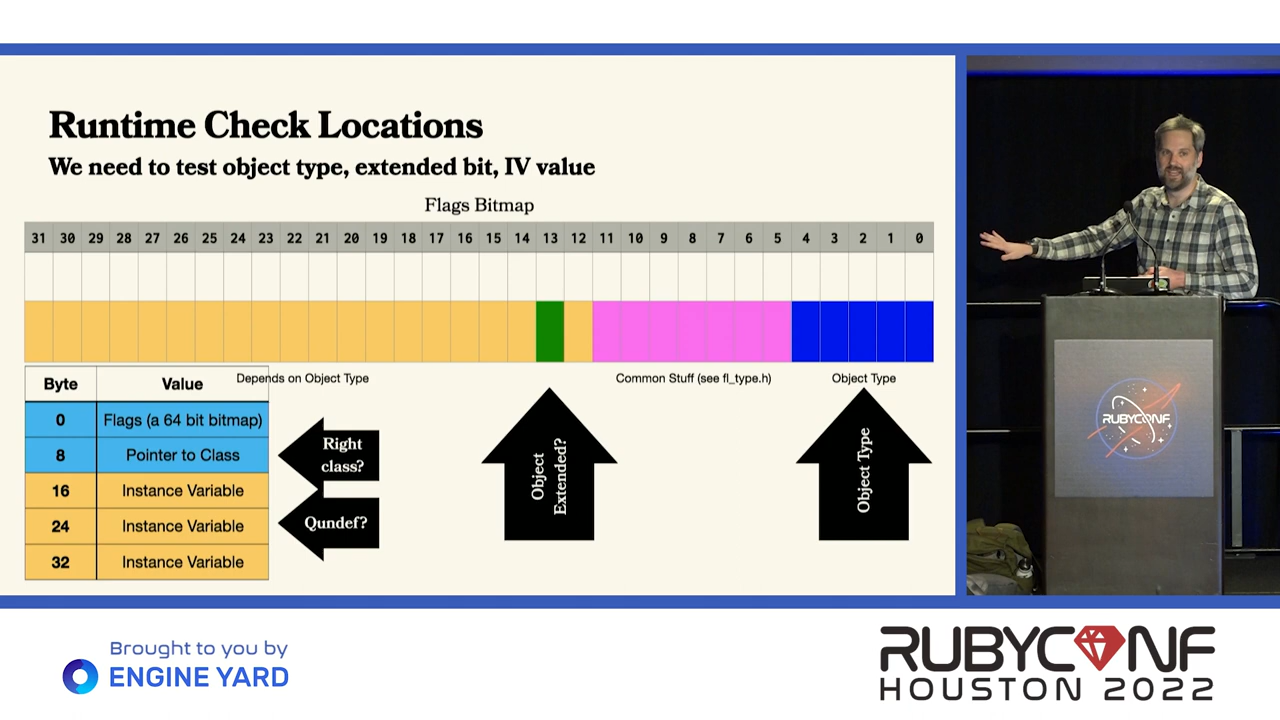 Runtime Check Locations
We need to test object type, extended bit, IV value
Flags Bitmap
31 30 29 28 27 26 25 24 23 22 21 20 19 18 17 16 15 14 13 12 11 10 9 8 7 6 5 4 3 2 1 0
Depends on Object Type
Common Stuff (see fl_type.h)
Object Type
Byte Value
0 Flags (a 64 bit bitmap)
8 Pointer to Class
16 Instance Variable
24 Instance Variable
32 Instance Variable
Right
class?
Qundef?
Object
Extended?
Object Type
RUBYCONF
Brought to you by
ENGINE YARD
RUBYCONF
HOUSTON 2022